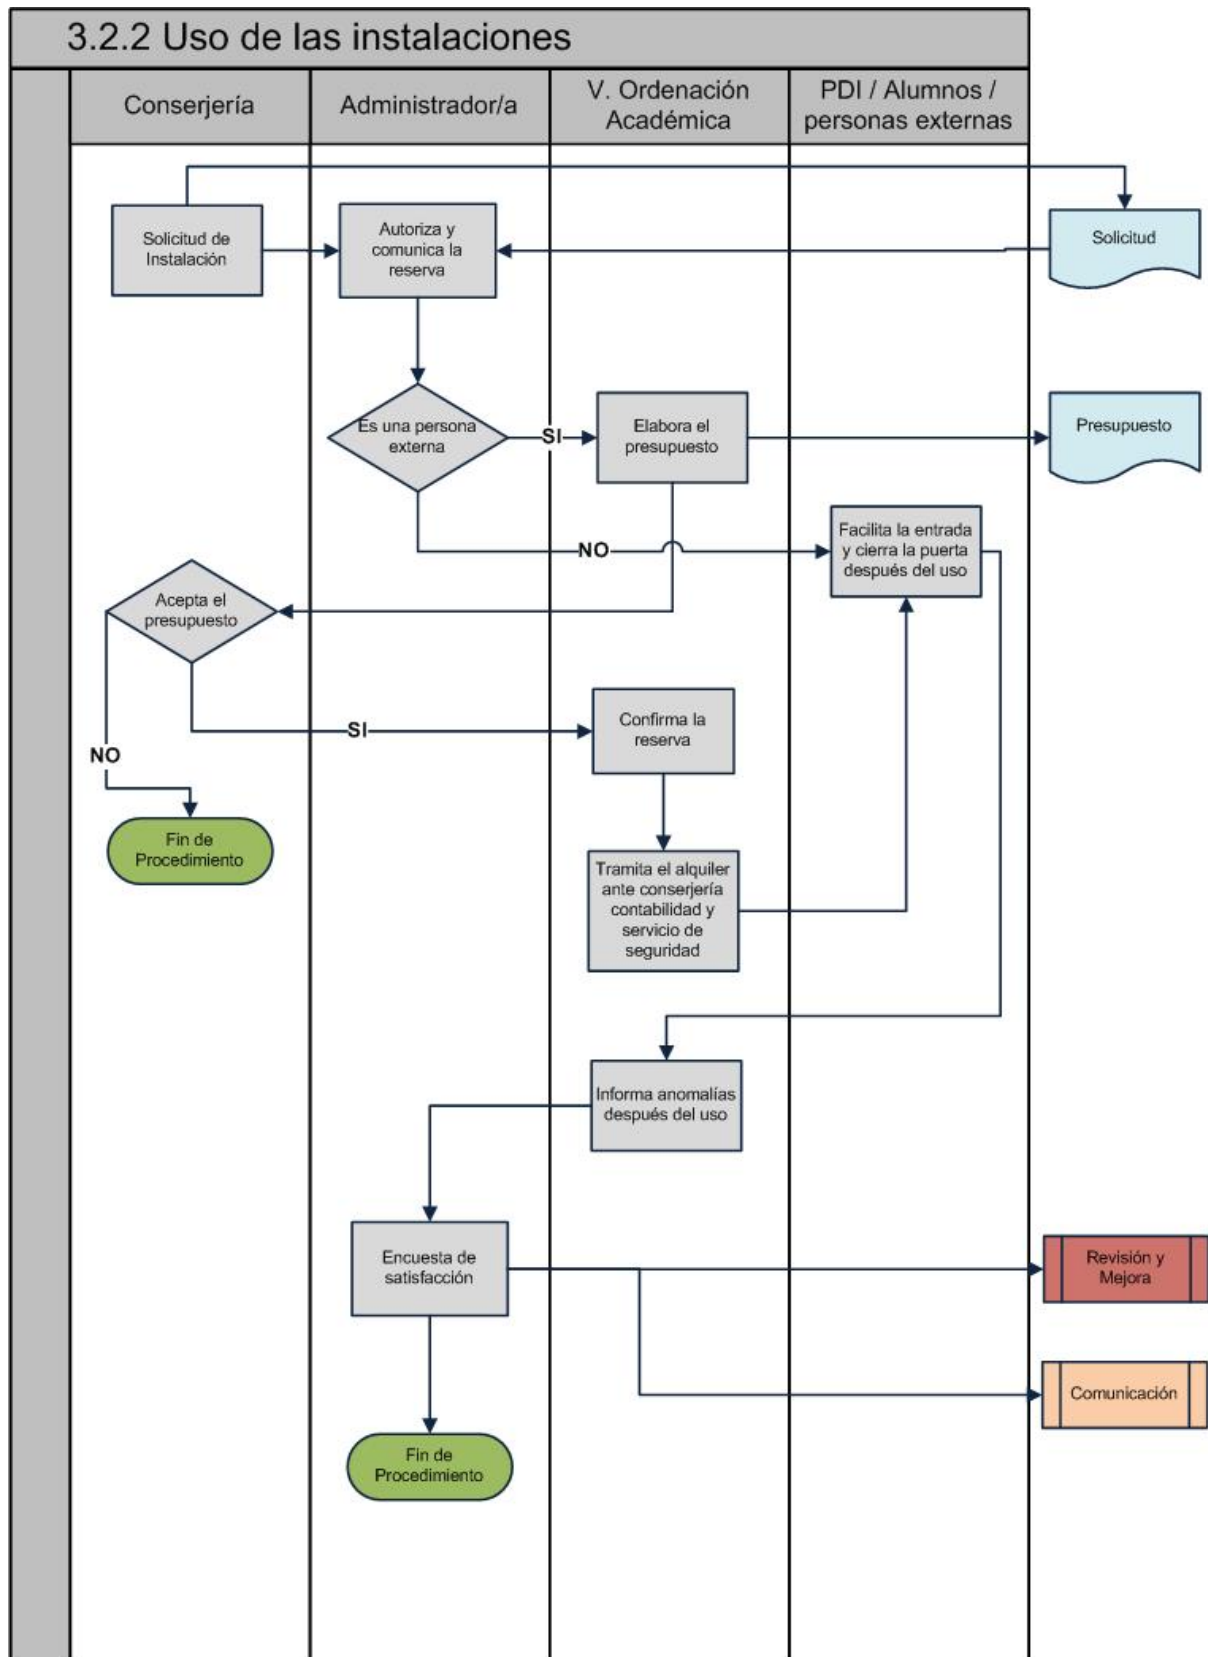 3.2.2 Uso de las instalaciones
Conserjería
Administrador/a
V. Ordenación
Académica
PDI / Alumnos /
personas externas
Solicitud de
Instalación
Autoriza y
comunica la
reserva
Solicitud
Es una persona
externa
SI
Elabora el
presupuesto
Presupuesto
NO
Facilita la entrada
y cierra la puerta
después del uso
Acepta el
presupuesto
SI
Confirma la
reserva
NO
Fin de
Procedimiento
Tramita el alquiler
ante conserjería
contabilidad y
servicio de
seguridad
Informa anomalías
después del uso
Encuesta de
satisfacción
Revisión y
Mejora
Comunicación
Fin de
Procedimiento